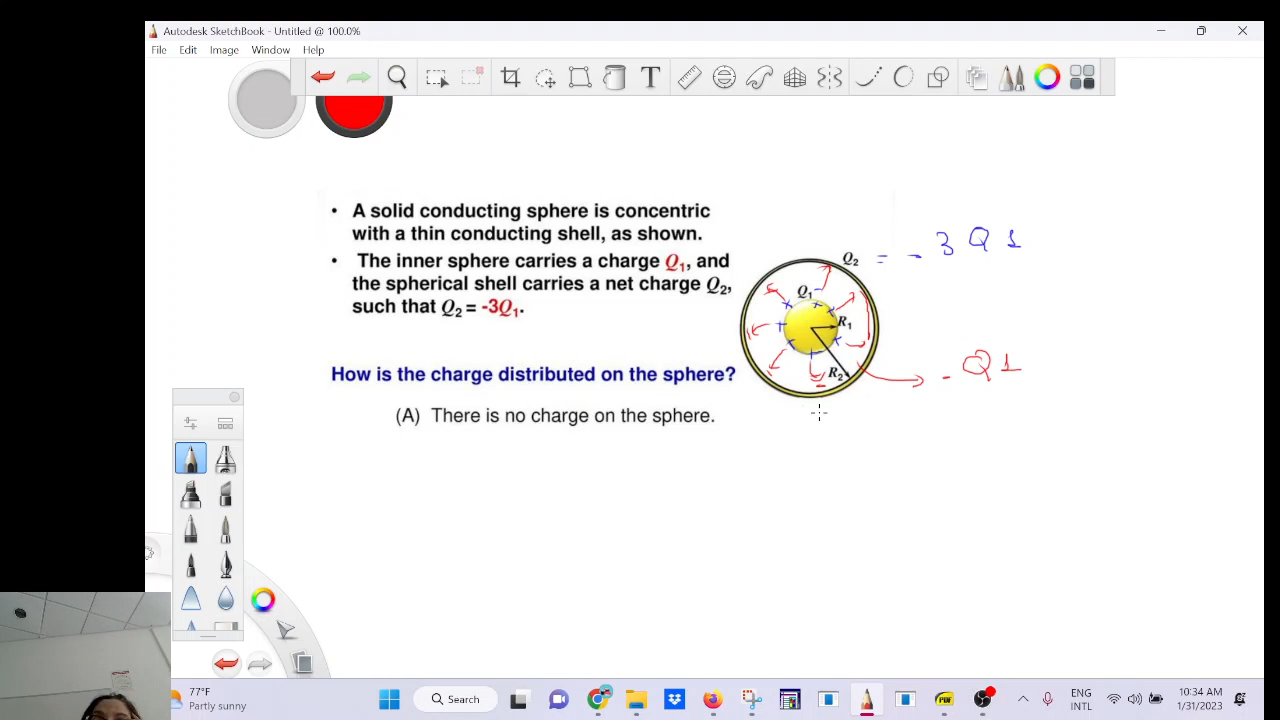 Autodesk SketchBook - Untitled @ 100.0%
File Edit Image Window Help
T
• A solid conducting sphere is concentric
with a thin conducting shell, as shown.
• The inner sphere carries a charge Q1, and
the spherical shell carries a net charge Q2,
such that Q2 = -3Q1.
Q2 = - 3 Q 1
Q1
R1
R2
- Q 1
How is the charge distributed on the sphere?
(A) There is no charge on the sphere.
77°F
Partly sunny
Search
ENG
INTL
10:34 AM
1/31/2023